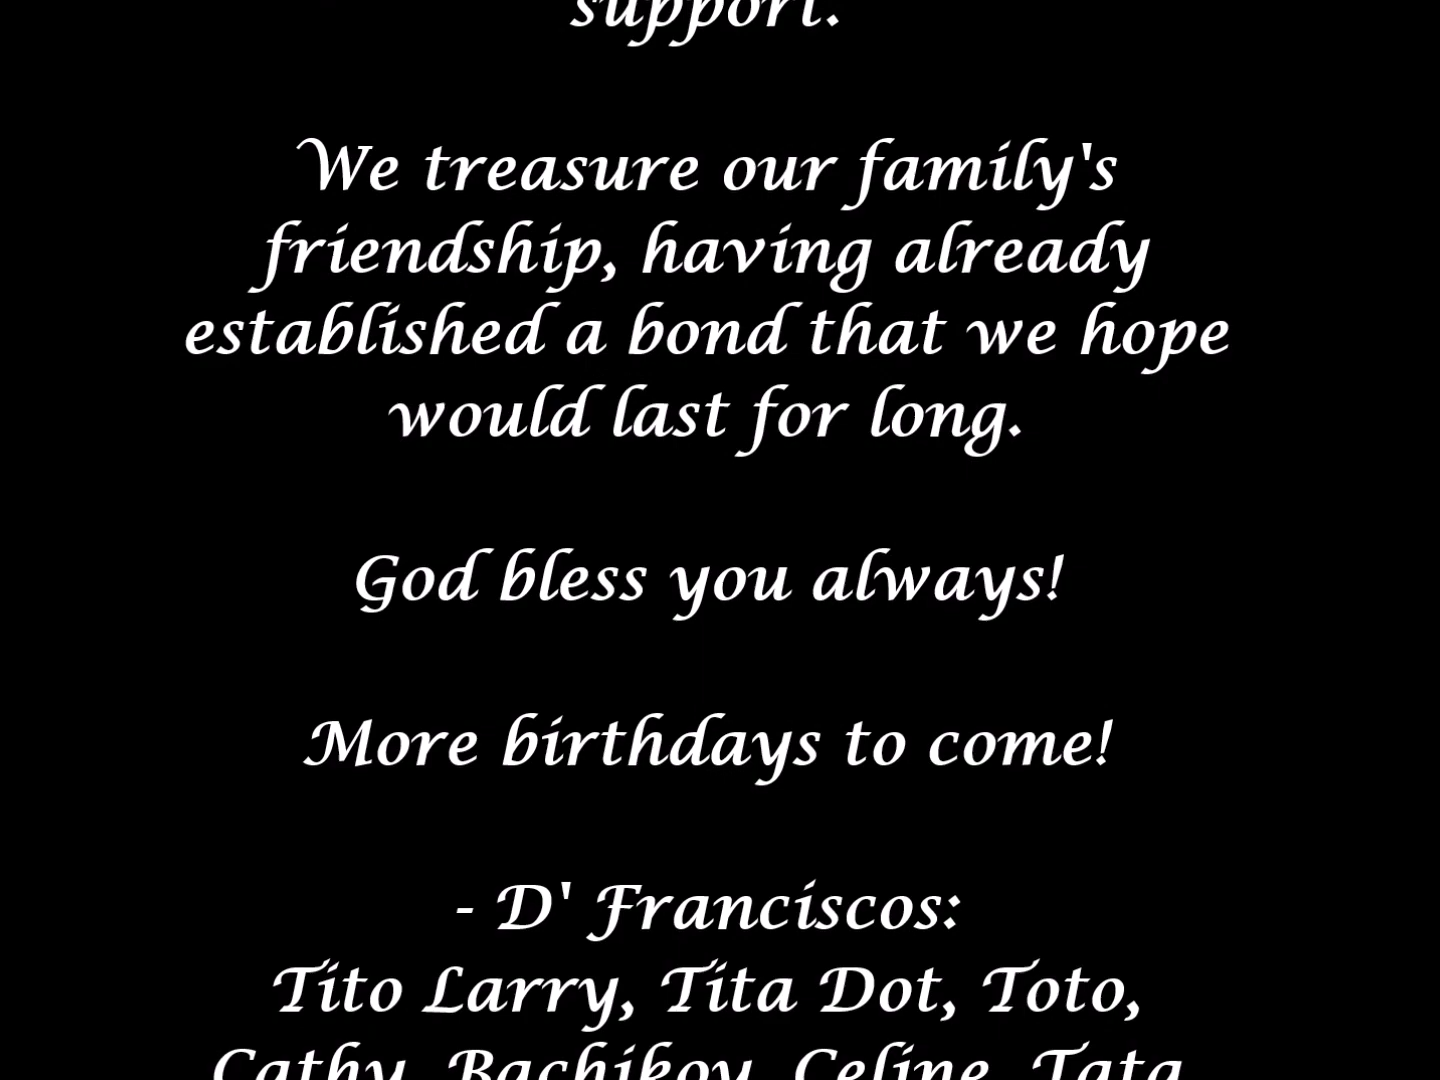 support.
We treasure our family's
friendship, having already
established a bond that we hope
would last for long.
God bless you always!
More birthdays to come!
- D' Franciscos:
Tito Larry, Tita Dot, Toto,
Cathy, Bachikoy, Celine, Tata